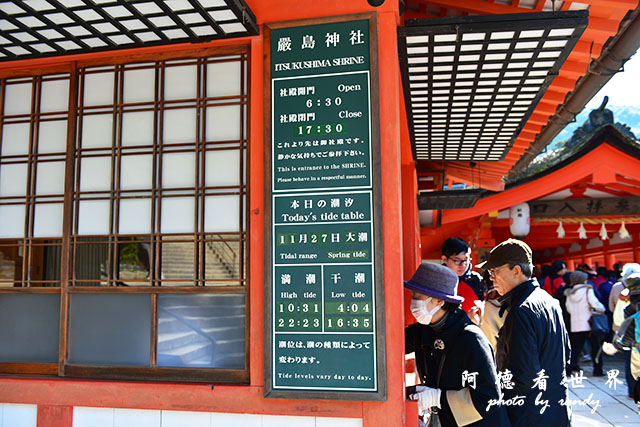 嚴島神社
ITSUKUSHIMA SHRINE
社殿開門 Open
6:30
社殿閉門 Close
17:30
これより先は御社殿です。
静かな気持ちでご参拝下さい。
This is inside of the SHRINE.
Please behave in a respectful manner.
本日の潮汐
Today's tide table
11月27日大潮
Tidal range Spring tide
満潮 干潮
High tide Low tide
10:31 4:04
22:23 16:35
潮位は、潮の種類によって
変わります。
Tide levels vary day to day.
阿德看世界
photo by randy